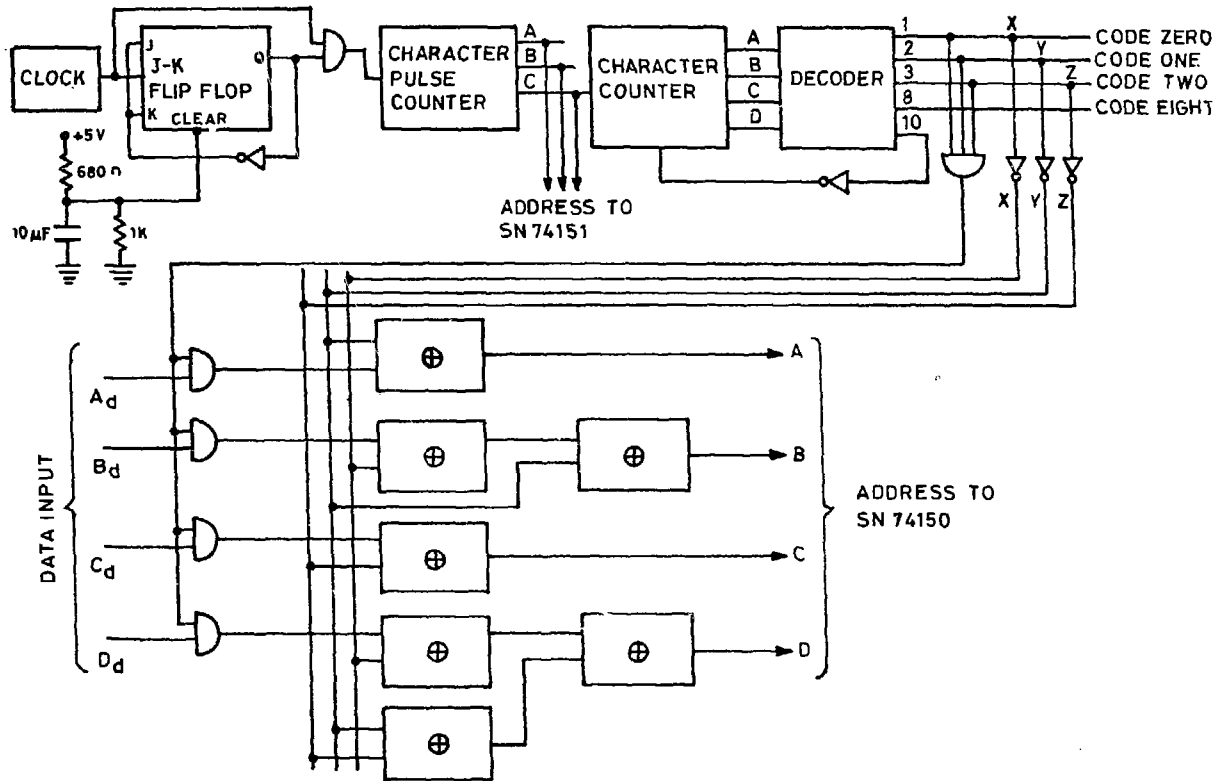 CLOCK
J
J-K
FLIP FLOP
K
CLEAR
Q
+5V
680Ω
10μF
1K
CHARACTER
PULSE
COUNTER
A
B
C
ADDRESS TO
SN 74151
CHARACTER
COUNTER
A
B
C
D
DECODER
1
2
3
8
10
X
Y
Z
CODE ZERO
CODE ONE
CODE TWO
CODE EIGHT
X
Y
Z
DATA INPUT
Ad
Bd
Cd
Dd
⊕
⊕
⊕
⊕
⊕
⊕
⊕
A
B
C
D
ADDRESS TO
SN 74150